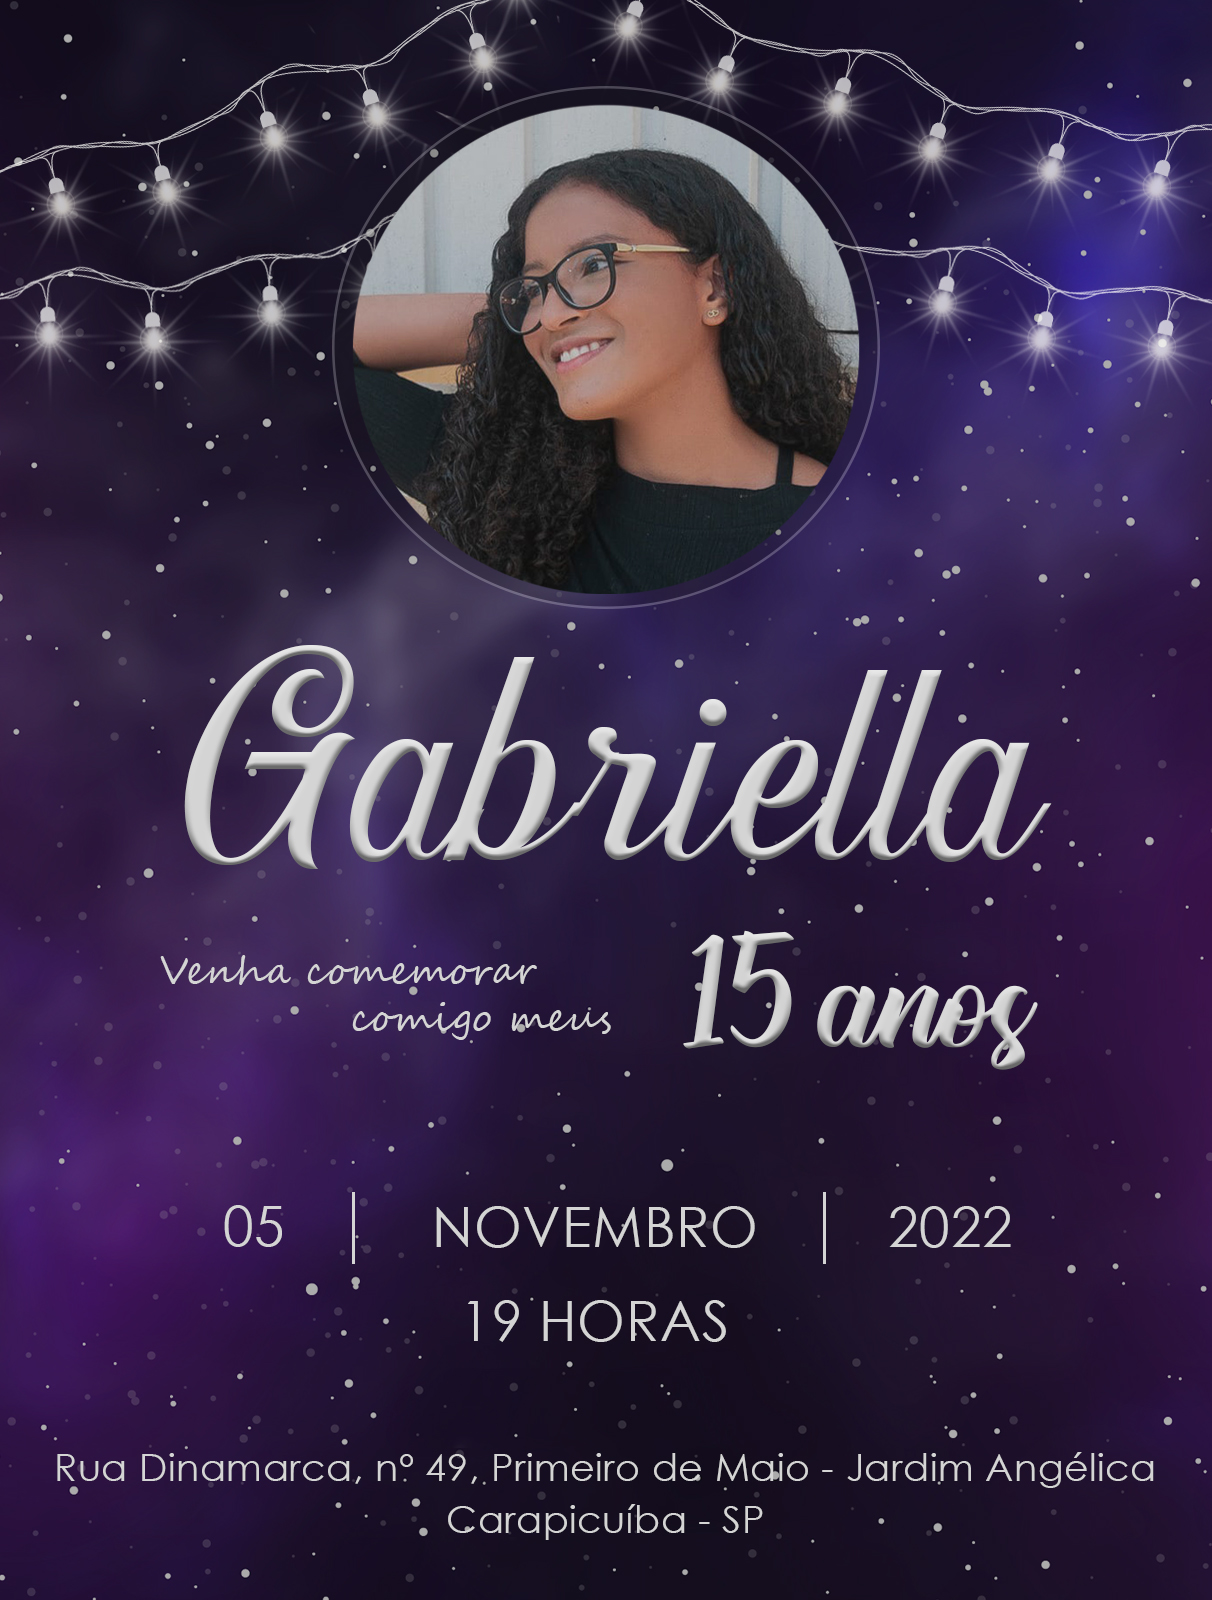 Gabriella
Venha comemorar
comigo meus
15 anos
05 | NOVEMBRO | 2022
19 HORAS
Rua Dinamarca, nº 49, Primeiro de Maio - Jardim Angélica
Carapicuíba - SP